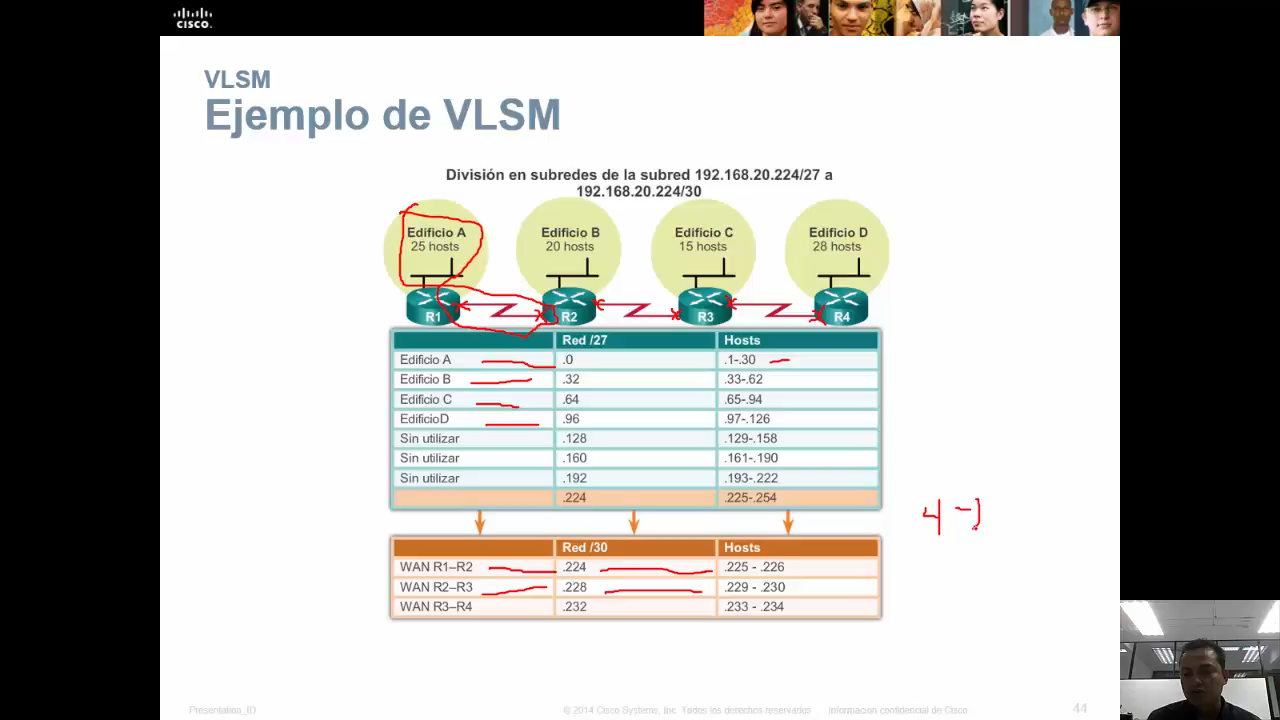 CISCO
VLSM
Ejemplo de VLSM
División en subredes de la subred 192.168.20.224/27 a
192.168.20.224/30
Edificio A Edificio B Edificio C Edificio D
25 hosts 20 hosts 15 hosts 28 hosts
R1 R2 R3 R4
Red /27 Hosts
Edificio A .0 .1-.30
Edificio B .32 .33-.62
Edificio C .64 .65-.94
EdificioD .96 .97-.126
Sin utilizar .128 .129-.158
Sin utilizar .160 .161-.190
Sin utilizar .192 .193-.222
.224 .225-.254
4 -
Red /30 Hosts
WAN R1–R2 .224 .225 - .226
WAN R2–R3 .228 .229 - .230
WAN R3–R4 .232 .233 - .234
Presentation_ID © 2014 Cisco Systems, Inc. Todos los derechos reservados. Información confidencial de Cisco 44